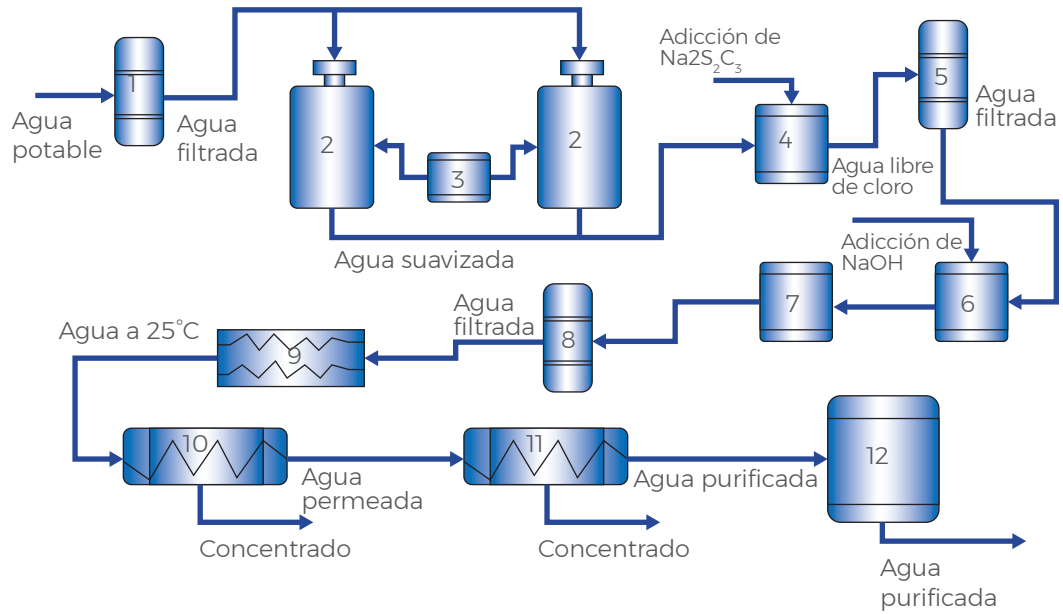 1
Agua
potable
Agua
filtrada
2
3
2
Agua suavizada
Adicción de
Na2S₂C₃
4
Agua libre
de cloro
5
Agua
filtrada
Adicción de
NaOH
6
7
8
Agua
filtrada
9
Agua a 25°C
10
Agua
permeada
Concentrado
11
Agua purificada
Concentrado
12
Agua
purificada